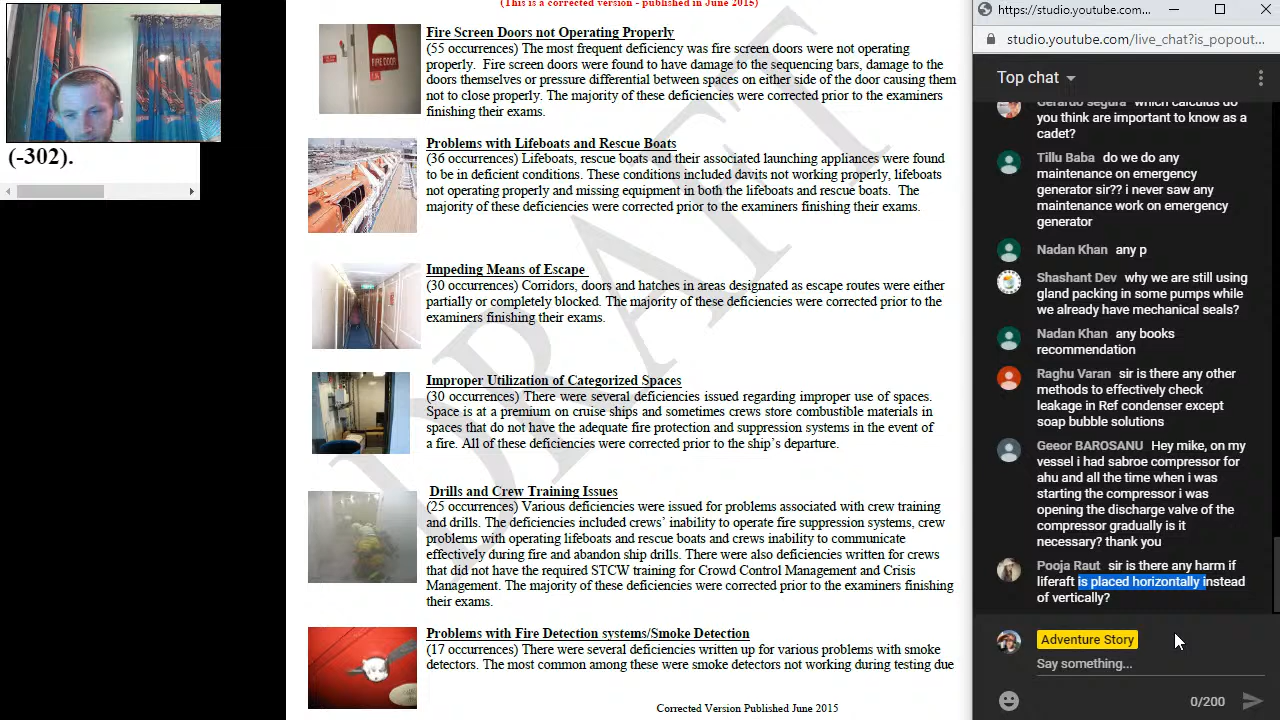 (-302).
(This is a corrected version - published in June 2015)
Fire Screen Doors not Operating Properly
(55 occurrences) The most frequent deficiency was fire screen doors were not operating
properly. Fire screen doors were found to have damage to the sequencing bars, damage to the
doors themselves or pressure differential between spaces on either side of the door causing them
not to close properly. The majority of these deficiencies were corrected prior to the examiners
finishing their exams.
FIRE DOOR
Problems with Lifeboats and Rescue Boats
(36 occurrences) Lifeboats, rescue boats and their associated launching appliances were found
to be in deficient conditions. These conditions included davits not working properly, lifeboats
not operating properly and missing equipment in both the lifeboats and rescue boats. The
majority of these deficiencies were corrected prior to the examiners finishing their exams.
Impeding Means of Escape
(30 occurrences) Corridors, doors and hatches in areas designated as escape routes were either
partially or completely blocked. The majority of these deficiencies were corrected prior to the
examiners finishing their exams.
Improper Utilization of Categorized Spaces
(30 occurrences) There were several deficiencies issued regarding improper use of spaces.
Space is at a premium on cruise ships and sometimes crews store combustible materials in
spaces that do not have the adequate fire protection and suppression systems in the event of
a fire. All of these deficiencies were corrected prior to the ship's departure.
Drills and Crew Training Issues
(25 occurrences) Various deficiencies were issued for problems associated with crew training
and drills. The deficiencies included crews' inability to operate fire suppression systems, crew
problems with operating lifeboats and rescue boats and crews inability to communicate
effectively during fire and abandon ship drills. There were also deficiencies written for crews
that did not have the required STCW training for Crowd Control Management and Crisis
Management. The majority of these deficiencies were corrected prior to the examiners finishing
their exams.
Problems with Fire Detection systems/Smoke Detection
(17 occurrences) There were several deficiencies written up for various problems with smoke
detectors. The most common among these were smoke detectors not working during testing due
Corrected Version Published June 2015
DRAFT
https://studio.youtube.com...
studio.youtube.com/live_chat?is_popout...
Top chat
Gerardo segura which calculus do
you think are important to know as a
cadet?
Tillu Baba do we do any
maintenance on emergency
generator sir?? i never saw any
maintenance work on emergency
generator
Nadan Khan any p
Shashant Dev why we are still using
gland packing in some pumps while
we already have mechanical seals?
Nadan Khan any books
recommendation
Raghu Varan sir is there any other
methods to effectively check
leakage in Ref condenser except
soap bubble solutions
Geeor BAROSANU Hey mike, on my
vessel i had sabroe compressor for
ahu and all the time when i was
starting the compressor i was
opening the discharge valve of the
compressor gradually is it
necessary? thank you
Pooja Raut sir is there any harm if
liferaft is placed horizontally instead
of vertically?
Adventure Story
Say something...
0/200